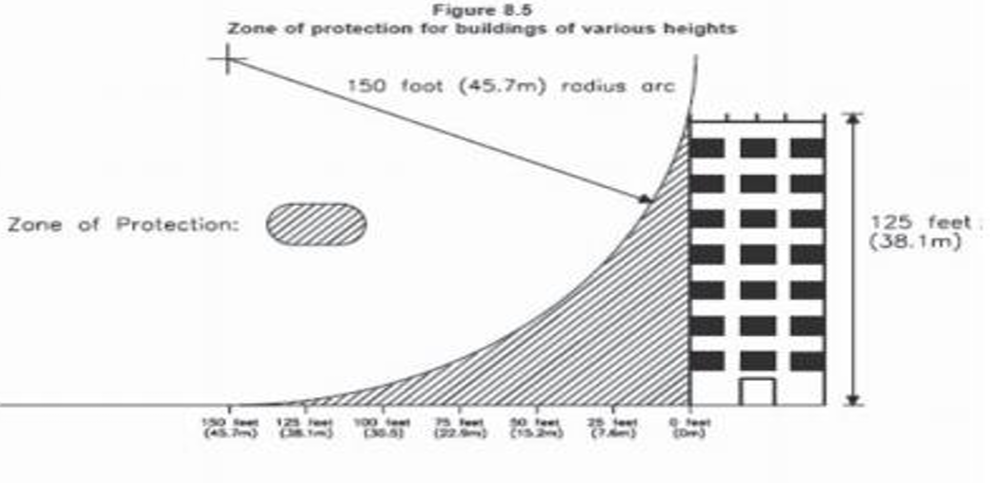 Figure 8.5
Zone of protection for buildings of various heights
150 foot (45.7m) radius arc
Zone of Protection:
125 feet
(38.1m)
150 feet 125 feet 100 feet 75 feet 50 feet 25 feet 0 feet
(45.7m) (38.1m) (30.5) (22.9m) (15.2m) (7.6m) (0m)